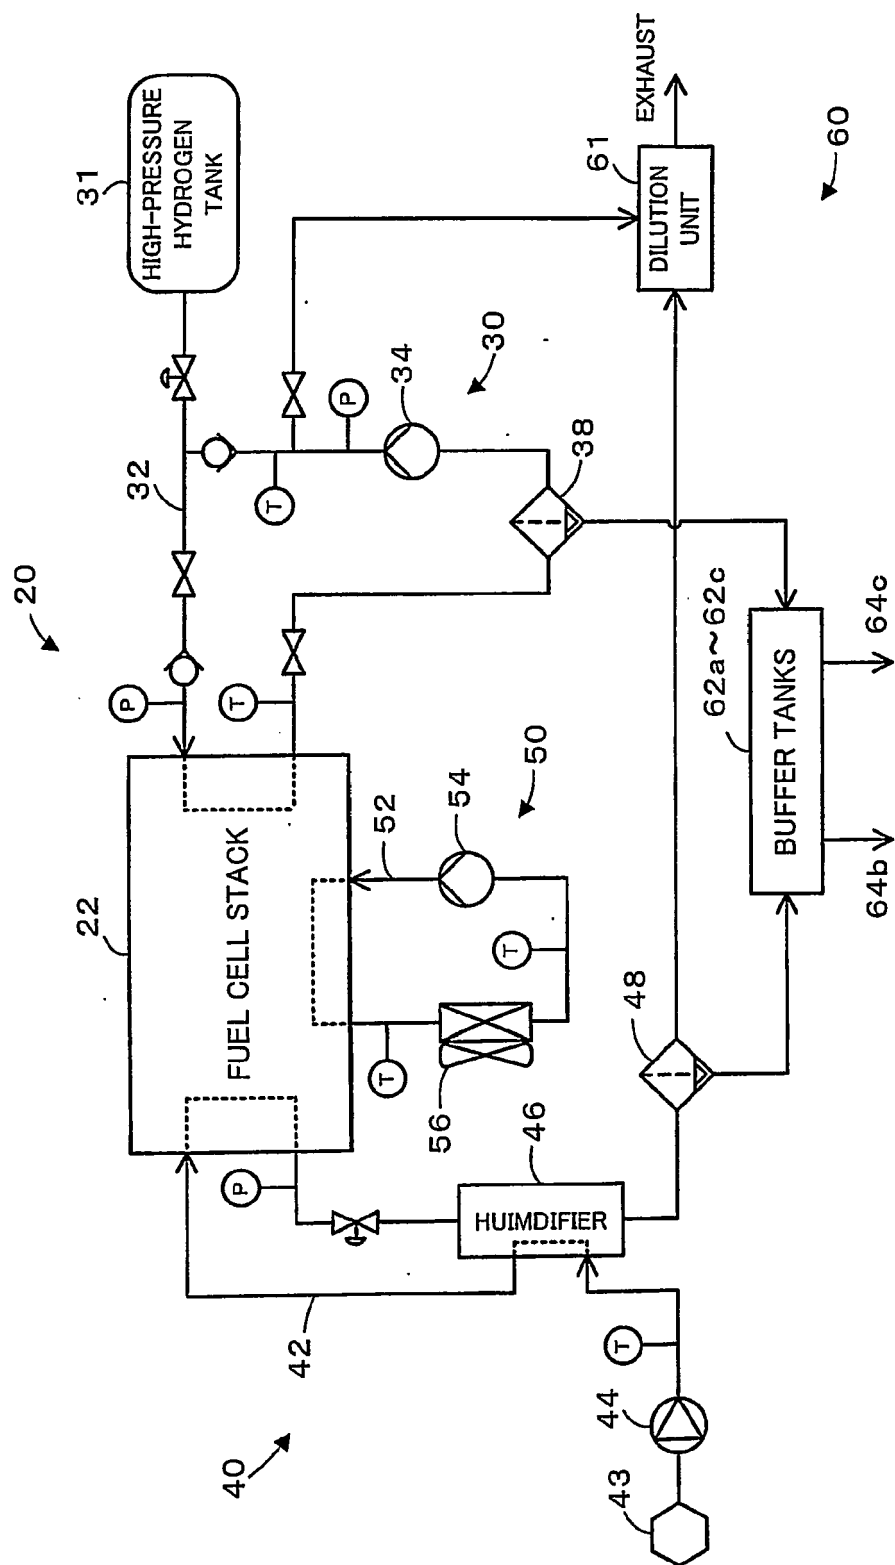 20
22
FUEL CELL STACK
P
T
32
31
HIGH-PRESSURE
HYDROGEN
TANK
T
P
34
30
38
61
DILUTION
UNIT
EXHAUST
60
52
54
50
T
T
56
P
46
HUIMDIFIER
42
40
T
44
43
48
62a~62c
BUFFER TANKS
64b
64c